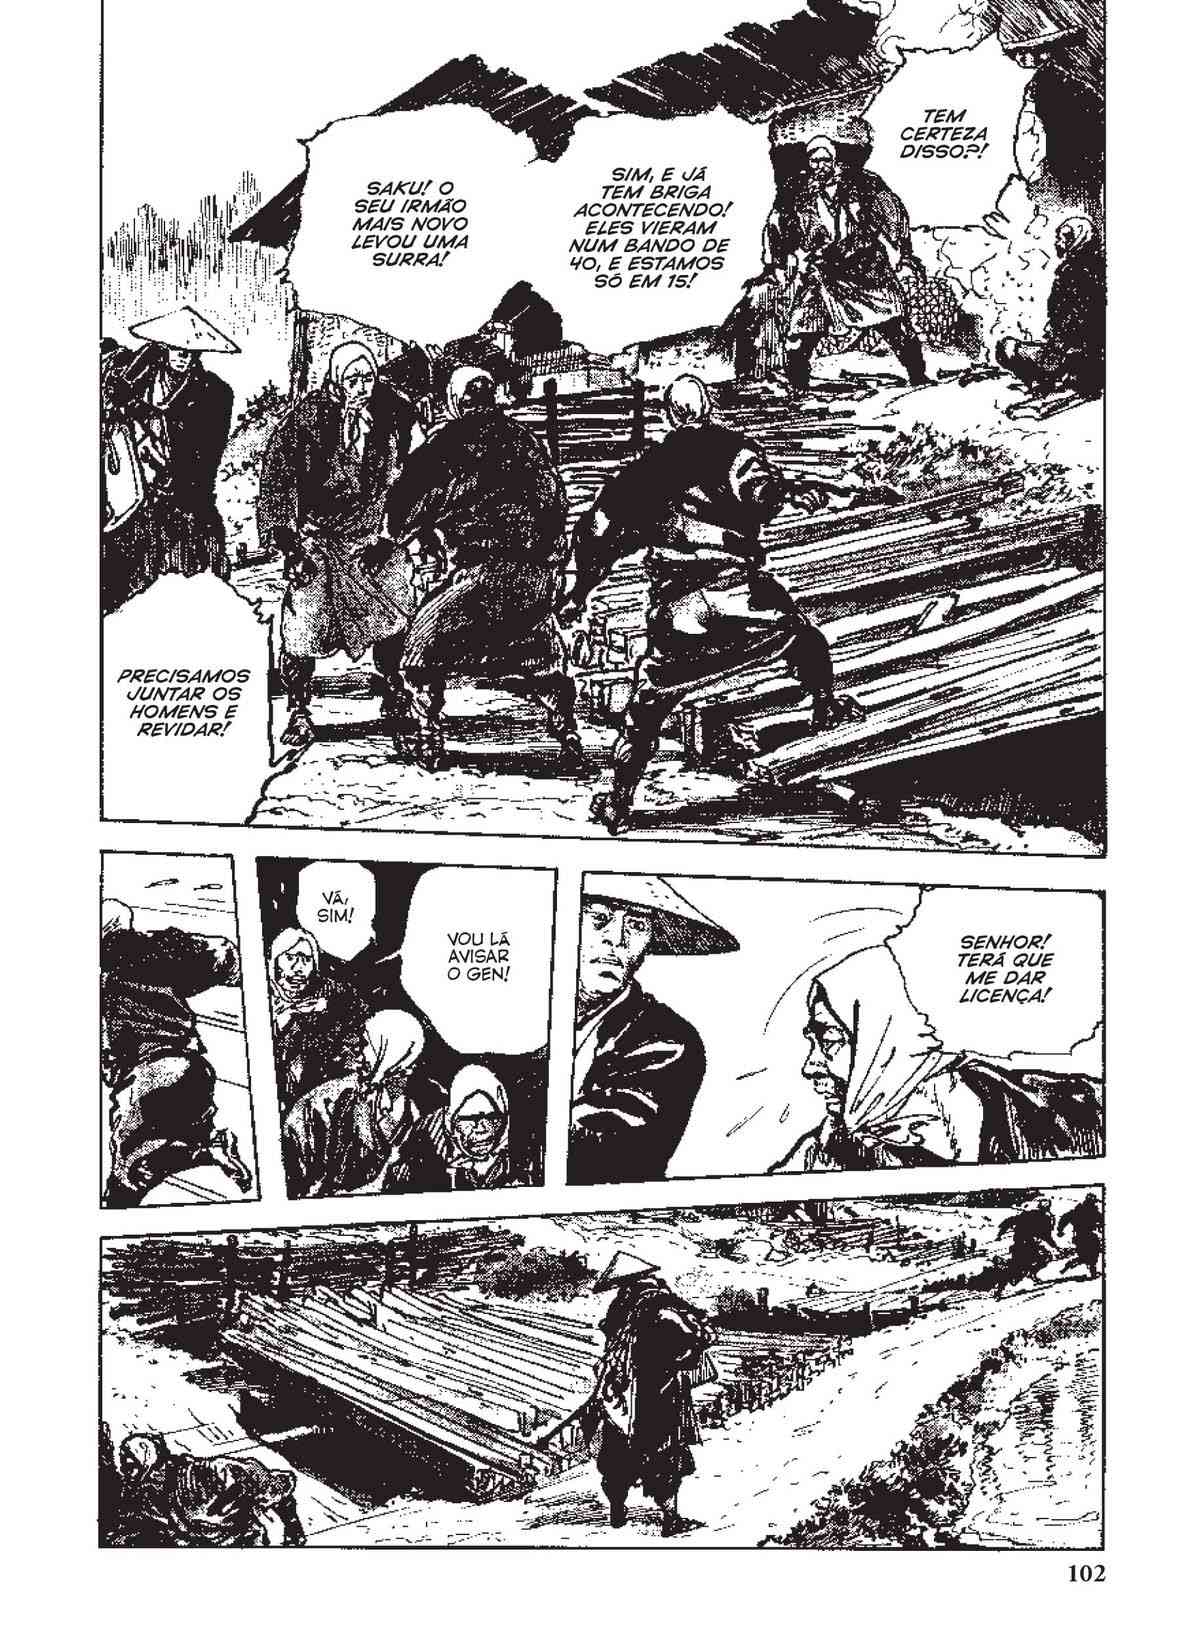 TEM
CERTEZA
DISSO?!
SIM, E JÁ
TEM BRIGA
ACONTECENDO!
ELES VIERAM
NUM BANDO DE
40, E ESTAMOS
SÓ EM 15!
SAKU! O
SEU IRMÃO
MAIS NOVO
LEVOU UMA
SURRA!
PRECISAMOS
JUNTAR OS
HOMENS E
REVIDAR!
VÁ,
SIM!
VOU LÁ
AVISAR
O GEN!
SENHOR!
TERÁ QUE
ME DAR
LICENÇA!
102